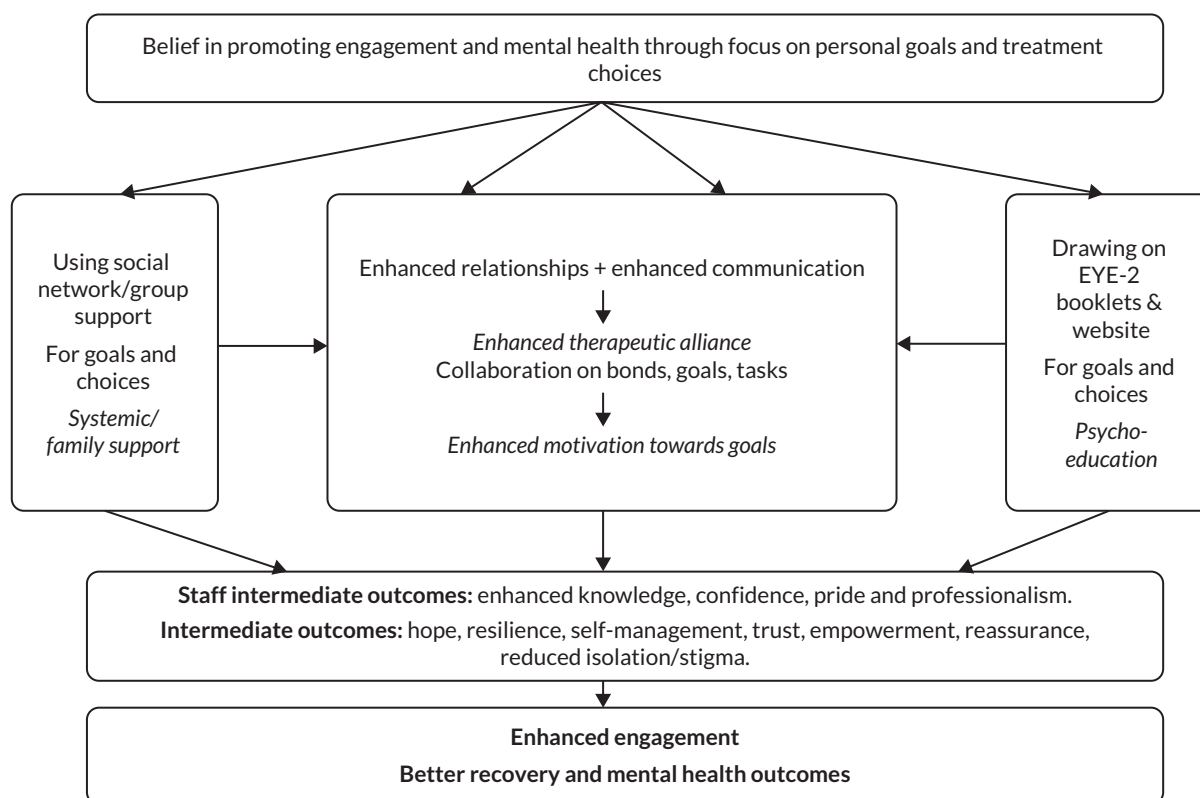 Belief in promoting engagement and mental health through focus on personal goals and treatment
choices
Using social
network/group
support
For goals and
choices
Systemic/
family support
Enhanced relationships + enhanced communication
Enhanced therapeutic alliance
Collaboration on bonds, goals, tasks
Enhanced motivation towards goals
Drawing on
EYE-2
booklets &
website
For goals and
choices
Psycho-
education
Staff intermediate outcomes: enhanced knowledge, confidence, pride and professionalism.
Intermediate outcomes: hope, resilience, self-management, trust, empowerment, reassurance,
reduced isolation/stigma.
Enhanced engagement
Better recovery and mental health outcomes